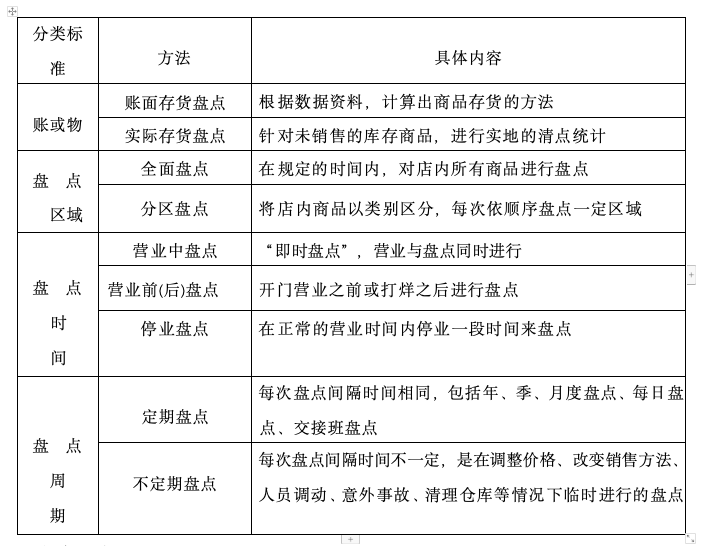 分类标
准
方法
具体内容
账或物
账面存货盘点
根据数据资料，计算出商品存货的方法
实际存货盘点
针对未销售的库存商品，进行实地的清点统计
盘 点
区域
全面盘点
在规定的时间内，对店内所有商品进行盘点
分区盘点
将店内商品以类别区分，每次依顺序盘点一定区域
盘 点
时
间
营业中盘点
“即时盘点”，营业与盘点同时进行
营业前(后)盘点
开门营业之前或打烊之后进行盘点
停业盘点
在正常的营业时间内停业一段时间来盘点
盘 点
周
期
定期盘点
每次盘点间隔时间相同，包括年、季、月度盘点、每日盘
点、交接班盘点
不定期盘点
每次盘点间隔时间不一定，是在调整价格、改变销售方法、
人员调动、意外事故、清理仓库等情况下临时进行的盘点